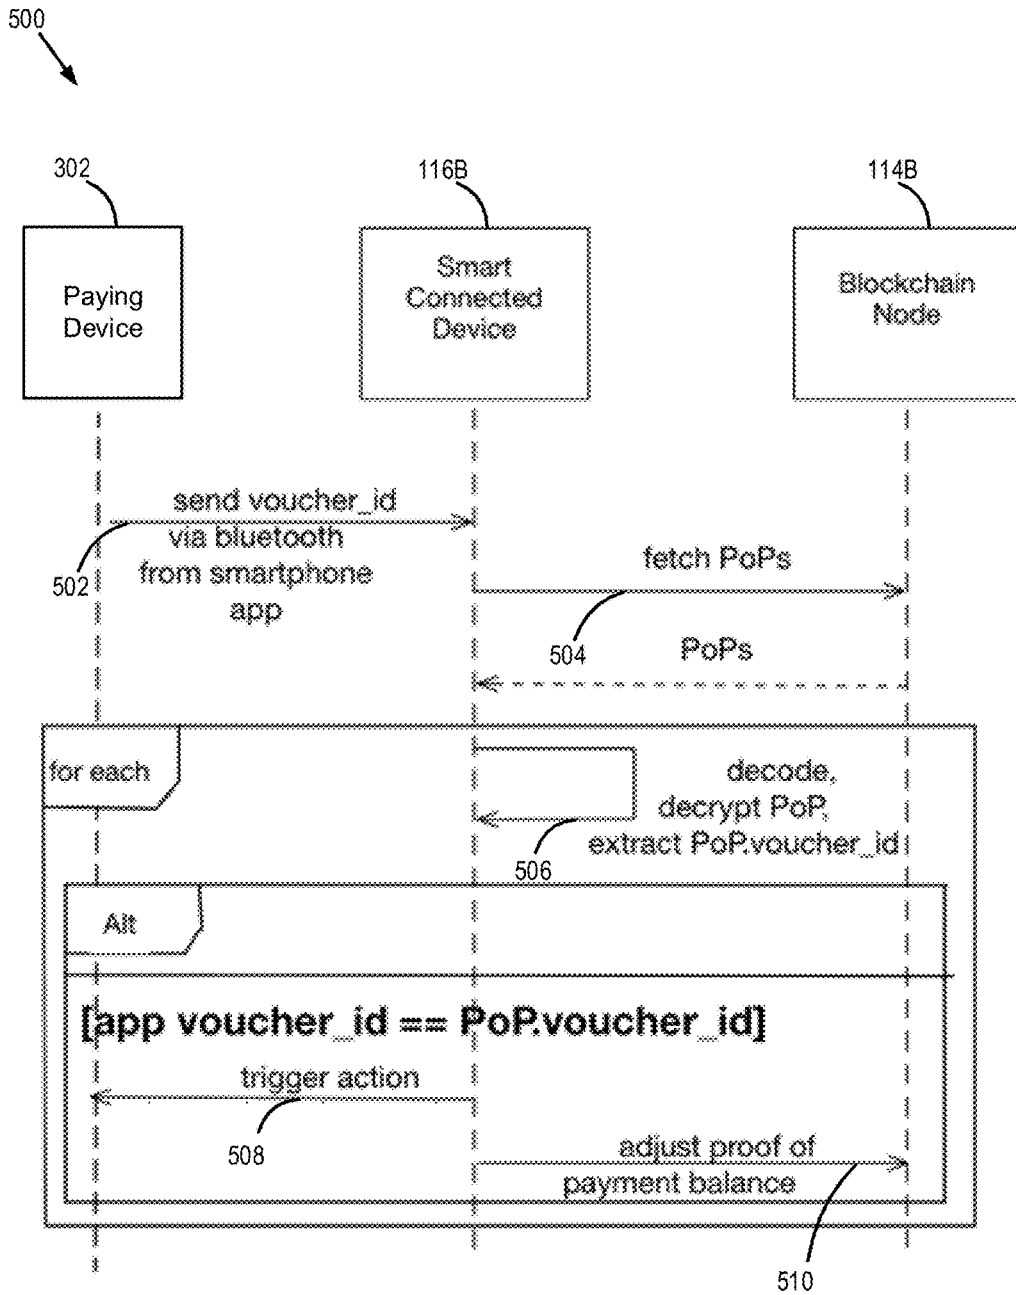 500
302
116B
114B
Paying
Device
Smart
Connected
Device
Blockchain
Node
send voucher_id
via bluetooth
from smartphone
app
502
fetch PoPs
504
PoPs
for each
decode,
decrypt PoP,
extract PoP.voucher_id
506
Alt
[app voucher_id == PoP.voucher_id]
trigger action
508
adjust proof of
payment balance
510